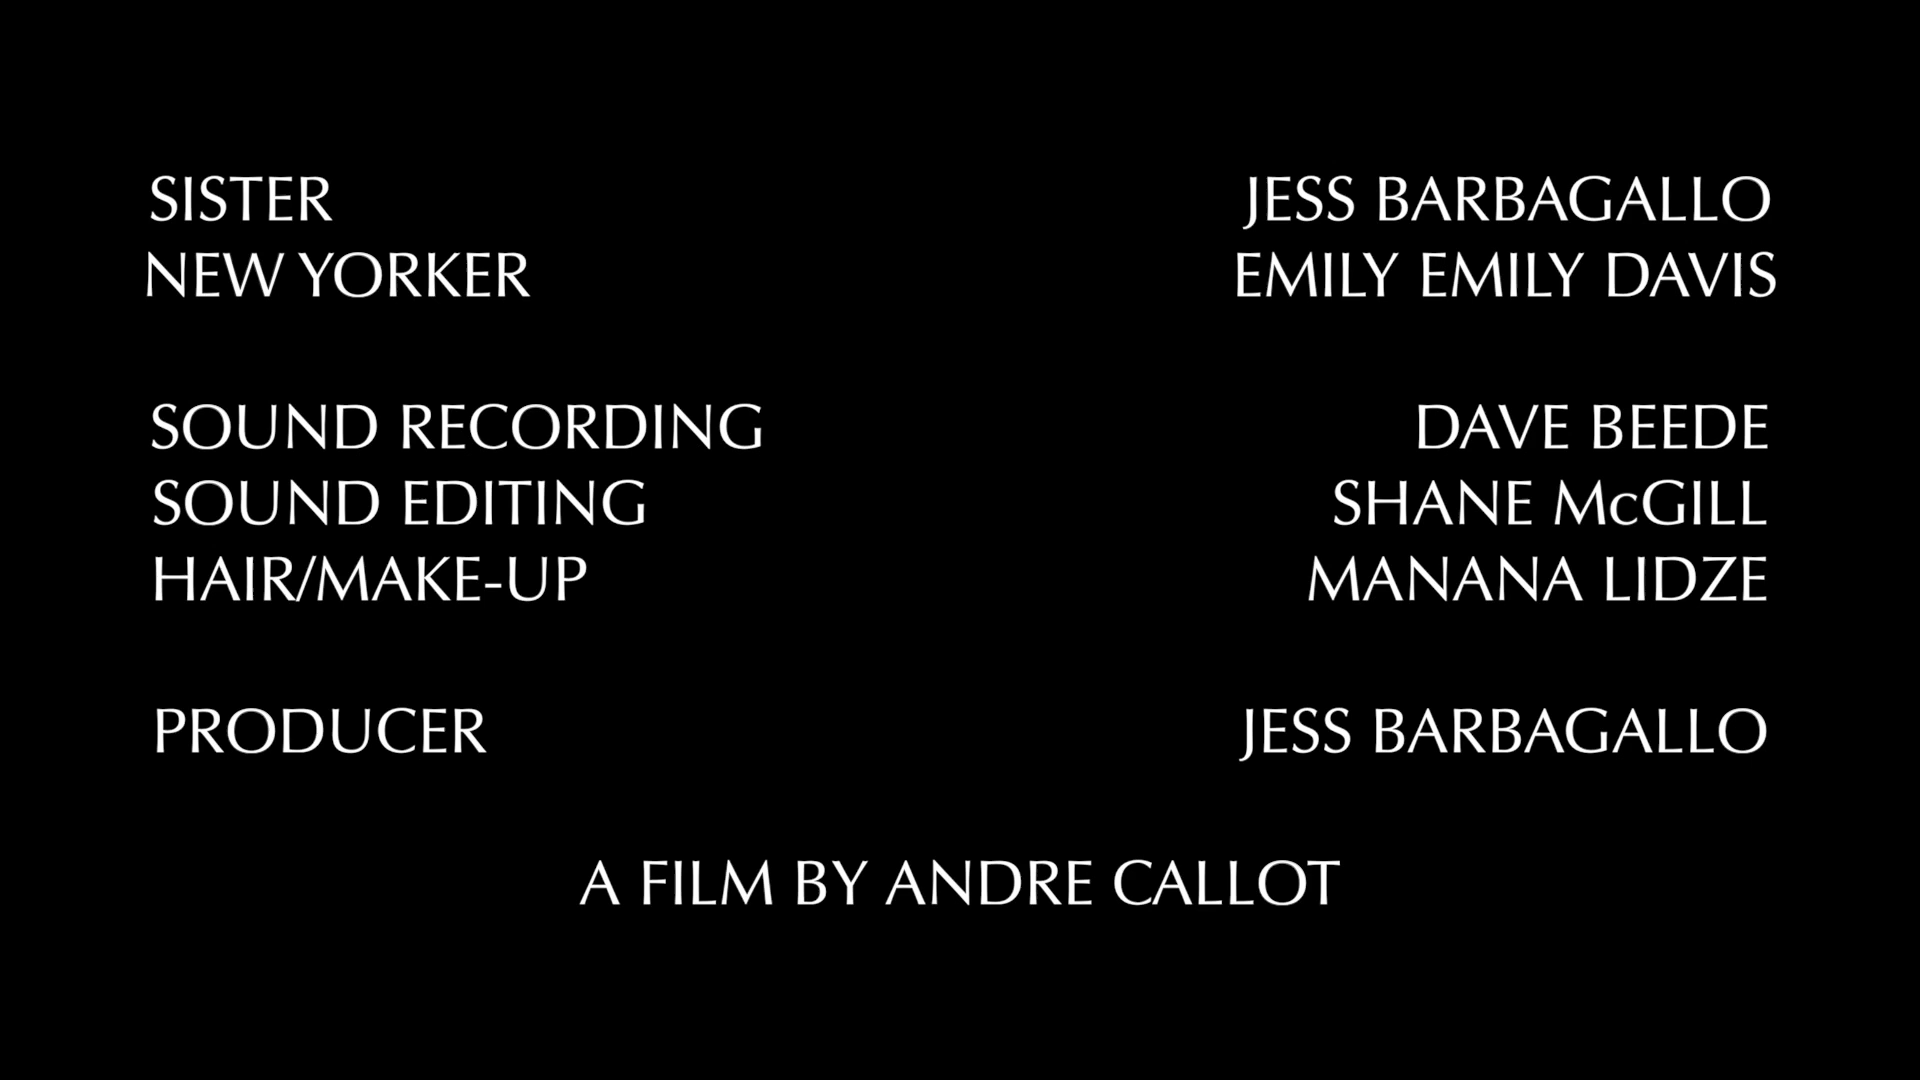 SISTER JESS BARBAGALLO
NEW YORKER EMILY EMILY DAVIS
SOUND RECORDING DAVE BEEDE
SOUND EDITING SHANE McGILL
HAIR/MAKE-UP MANANA LIDZE
PRODUCER JESS BARBAGALLO
A FILM BY ANDRE CALLOT